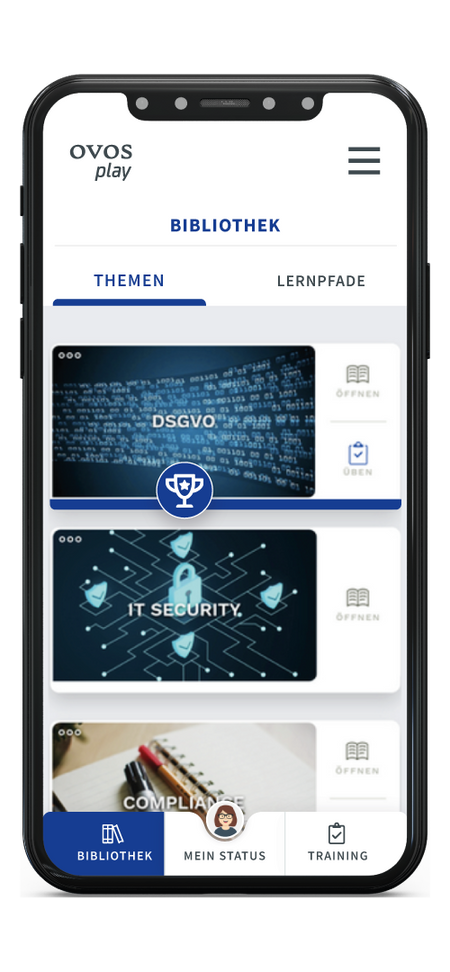 ovos
play
BIBLIOTHEK
THEMEN
LERNPFADE
DSGVO
ÖFFNEN
ÜBEN
IT SECURITY
ÖFFNEN
COMPLIANCE
ÖFFNEN
BIBLIOTHEK
MEIN STATUS
TRAINING